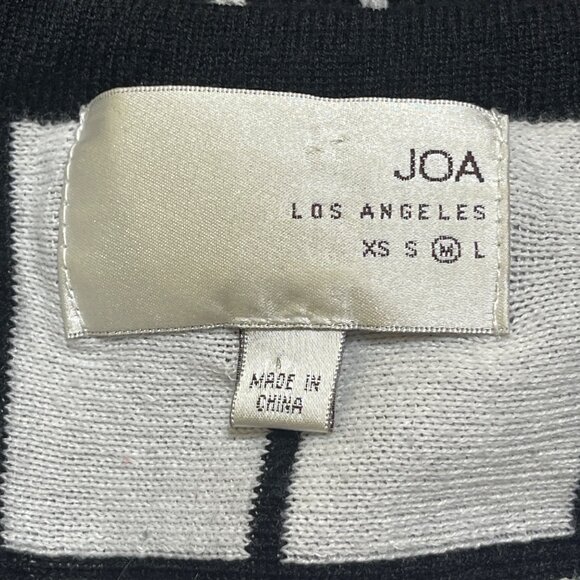 JOA
LOS ANGELES
XS S M L
MADE IN
CHINA